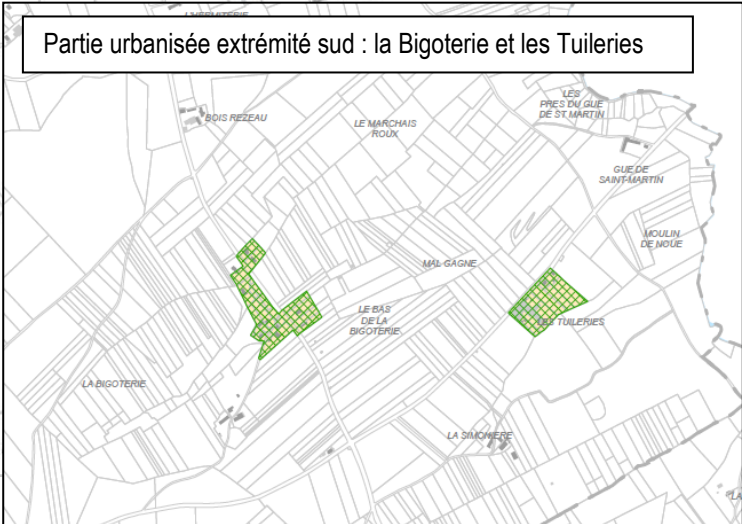 Partie urbanisée extrémité sud : la Bigoterie et les Tuileries
BOIS REZEAU
LE MARCHAIS
ROUX
LES
PRES DU GUE
DE ST MARTIN
GUE DE
SAINT-MARTIN
MOULIN
DE NOUE
MAL GAGNE
LE BAS
DE LA
BIGOTERIE
LES TUILERIES
LA BIGOTERIE
LA SIMONIERE
LA